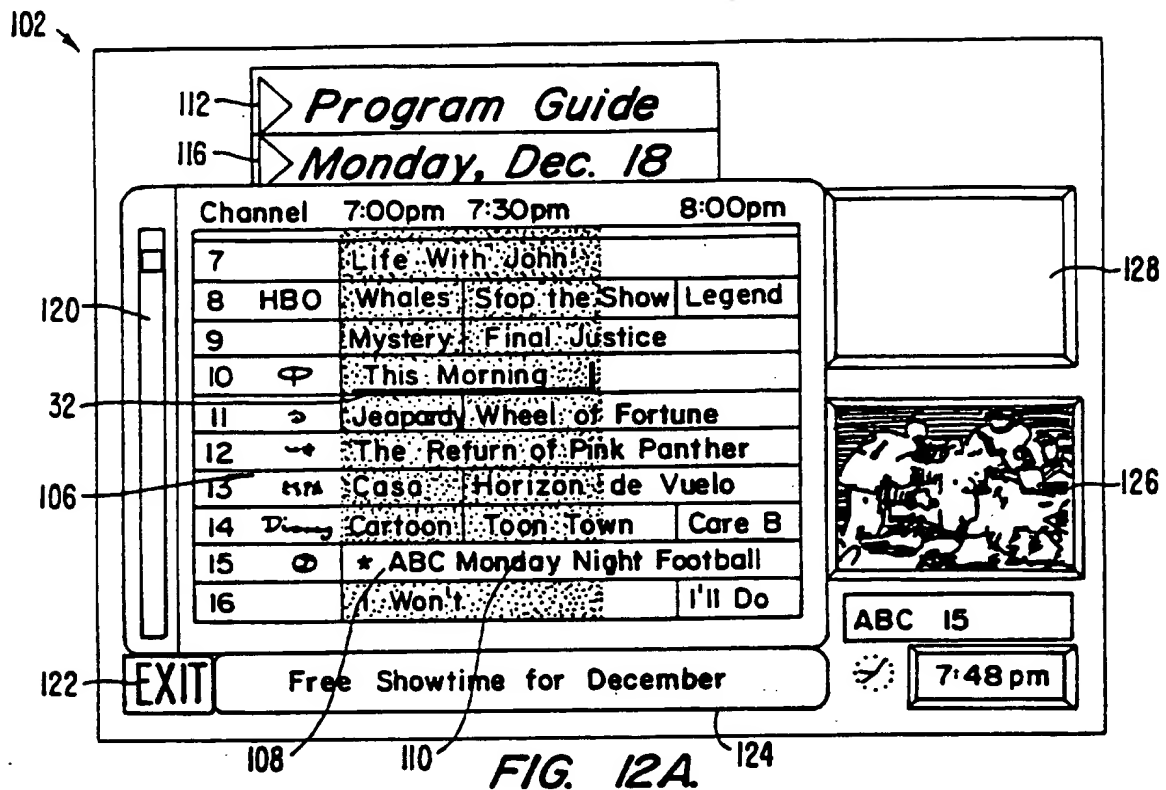 102
112
Program Guide
116
Monday, Dec. 18
Channel 7:00pm 7:30pm 8:00pm
7 Life With John
8 HBO Whales Stop the Show Legend
128
120
9 Mystery Final Justice
10 This Morning
32
11 Jeopardy Wheel of Fortune
12 The Return of Pink Panther
106
13 Casa Horizon de Vuelo
126
14 Disney Cartoon Toon Town Care B
15 * ABC Monday Night Football
16 I Won't I'll Do
ABC 15
122
EXIT
Free Showtime for December
7:48 pm
108
110
124
FIG. 12A.